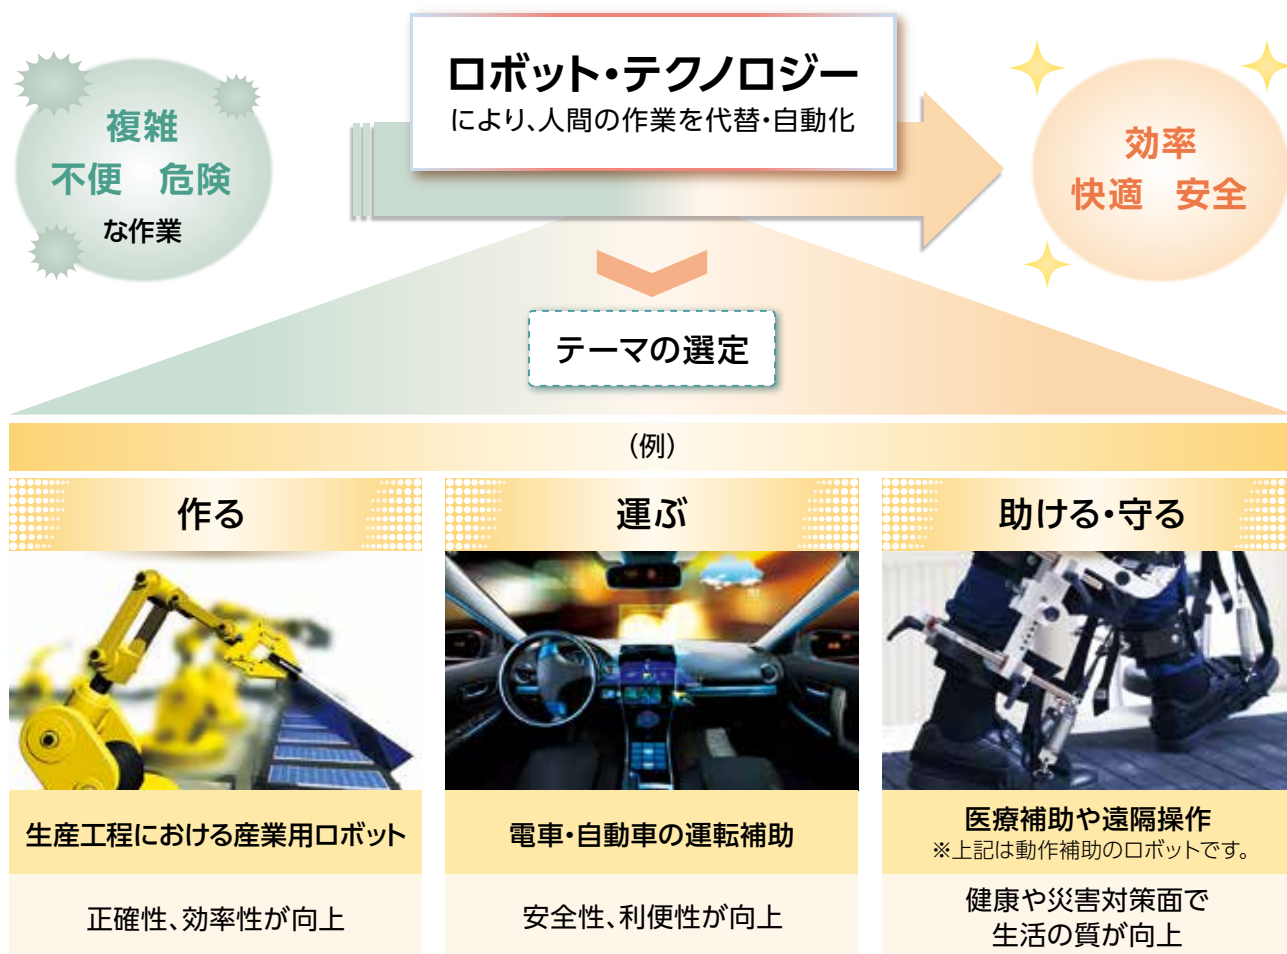 ロボット・テクノロジー
により、人間の作業を代替・自動化
複雑
不便　危険
な作業
効率
快適　安全
テーマの選定
（例）
作る
生産工程における産業用ロボット
正確性、効率性が向上
運ぶ
電車・自動車の運転補助
安全性、利便性が向上
助ける・守る
医療補助や遠隔操作
※上記は動作補助のロボットです。
健康や災害対策面で
生活の質が向上